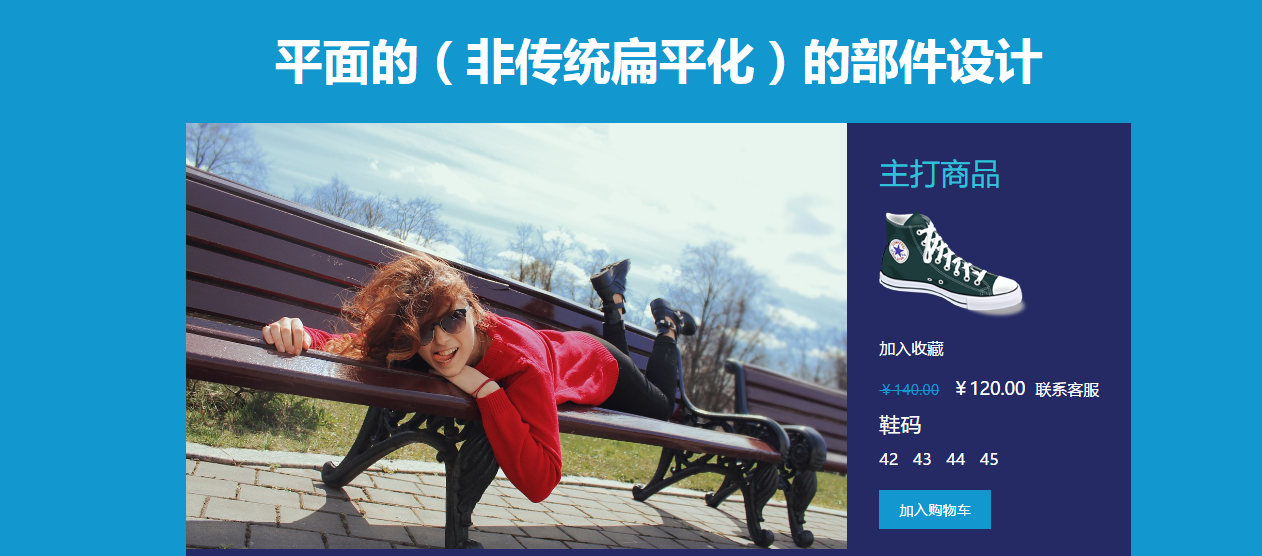 平面的（非传统扁平化）的部件设计
主打商品
加入收藏
￥140.00 ￥120.00 联系客服
鞋码
42 43 44 45
加入购物车